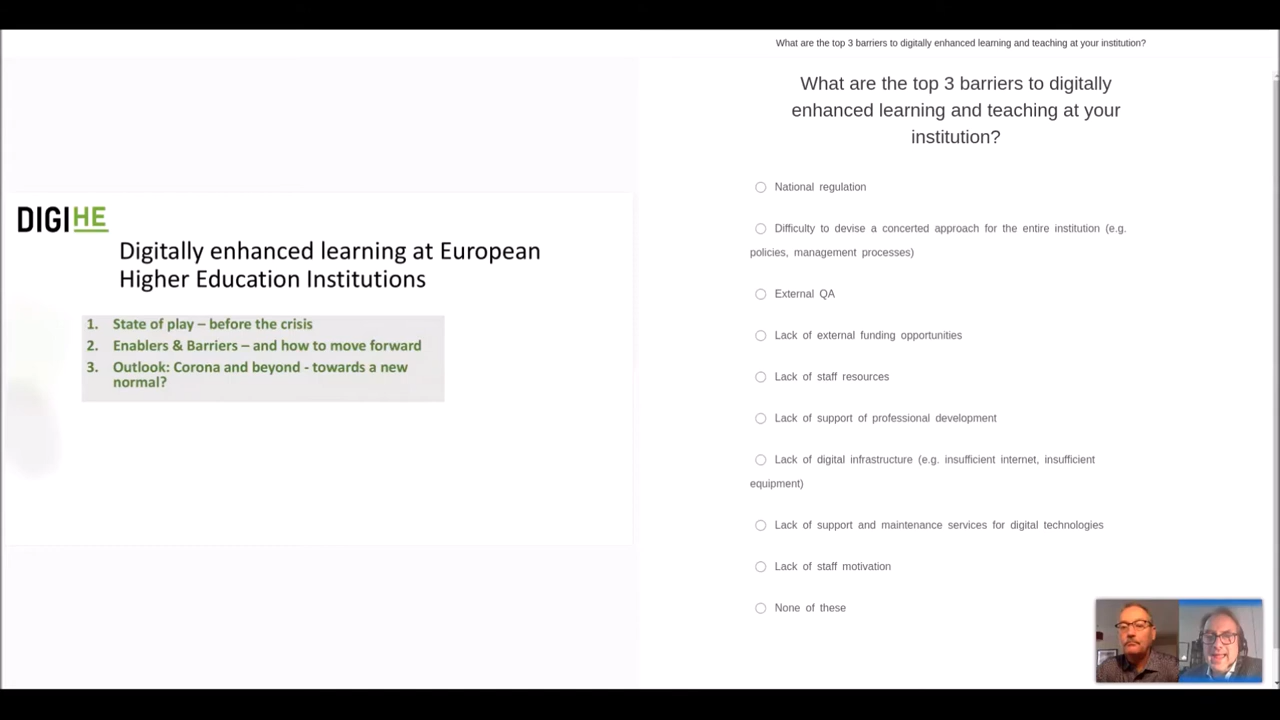 DIGIHE
Digitally enhanced learning at European
Higher Education Institutions
1. State of play – before the crisis
2. Enablers & Barriers – and how to move forward
3. Outlook: Corona and beyond - towards a new
normal?
What are the top 3 barriers to digitally enhanced learning and teaching at your institution?
What are the top 3 barriers to digitally
enhanced learning and teaching at your
institution?
National regulation
Difficulty to devise a concerted approach for the entire institution (e.g.
policies, management processes)
External QA
Lack of external funding opportunities
Lack of staff resources
Lack of support of professional development
Lack of digital infrastructure (e.g. insufficient internet, insufficient
equipment)
Lack of support and maintenance services for digital technologies
Lack of staff motivation
None of these